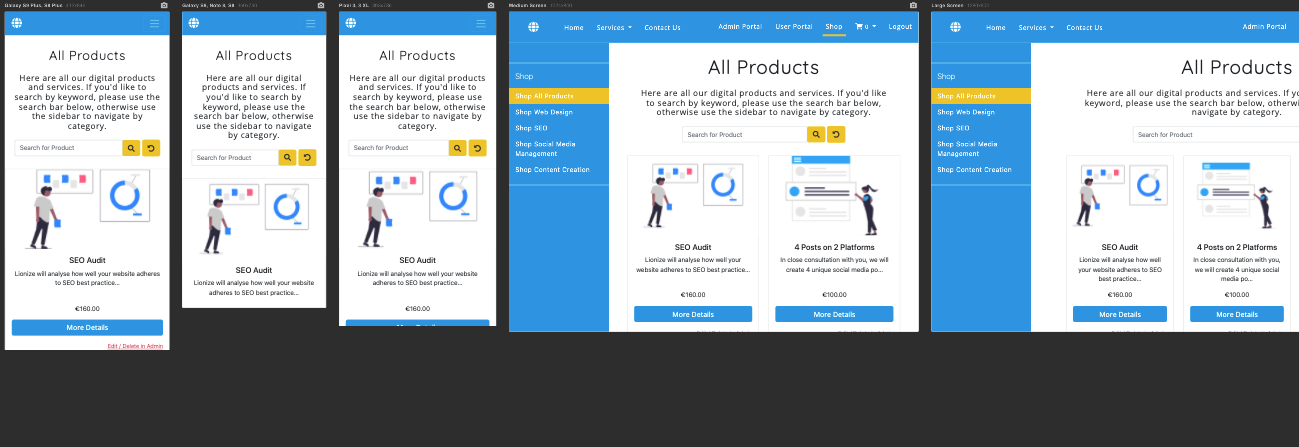 Galaxy S9 Plus, S8 Plus
All Products
Here are all our digital products
and services. If you'd like to
search by keyword, please use the
search bar below, otherwise use
the sidebar to navigate by
category.
Search for Product
SEO Audit
Lionize will analyse how well your website adheres
to SEO best practice...
€160.00
More Details
Edit / Delete in Admin
Galaxy S9, Note 8, S8
All Products
Here are all our digital
products and services. If
you'd like to search by
keyword, please use the
search bar below, otherwise
use the sidebar to navigate
by category.
Search for Product
SEO Audit
Lionize will analyse how well your website
adheres to SEO best practice...
Pixel 3, 3 XL
All Products
Here are all our digital products
and services. If you'd like to
search by keyword, please use the
search bar below, otherwise use
the sidebar to navigate by
category.
Search for Product
SEO Audit
Lionize will analyse how well your website
adheres to SEO best practice...
€160.00
Medium Screen
Home Services Contact Us Admin Portal User Portal Shop 0 Logout
Shop
Shop All Products
Shop Web Design
Shop SEO
Shop Social Media
Management
Shop Content Creation
All Products
Here are all our digital products and services. If you'd like
to search by keyword, please use the search bar below,
otherwise use the sidebar to navigate by category.
Search for Product
SEO Audit
Lionize will analyse how well your
website adheres to SEO best practice...
€160.00
More Details
4 Posts on 2 Platforms
In close consultation with you, we will
create 4 unique social media po...
€100.00
More Details
Large Screen
Home Services Contact Us Admin Portal
Shop
Shop All Products
Shop Web Design
Shop SEO
Shop Social Media
Management
Shop Content Creation
All Products
Here are all our digital products and services. If yo
keyword, please use the search bar below, otherwis
navigate by category.
Search for Product
SEO Audit
Lionize will analyse how well
your website adheres to SEO
best practice...
€160.00
More Details
4 Posts on 2 Platforms
In close consultation with you,
we will create 4 unique social
media po...
€100.00
More Details